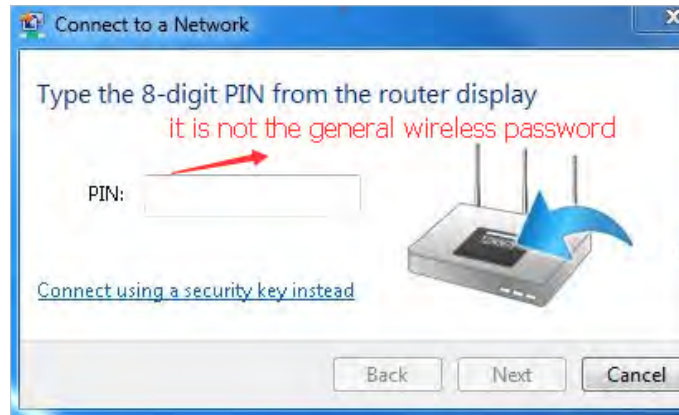 Connect to a Network
Type the 8-digit PIN from the router display
it is not the general wireless password
PIN:
Connect using a security key instead
Back Next Cancel